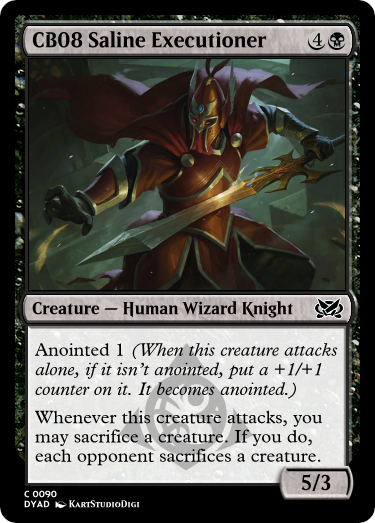 CB08 Saline Executioner 4
Creature — Human Wizard Knight
Anointed 1 (When this creature attacks
alone, if it isn't anointed, put a +1/+1
counter on it. It becomes anointed.)
Whenever this creature attacks, you
may sacrifice a creature. If you do,
each opponent sacrifices a creature.
5/3
C 0090
DYAD KartStudioDigi